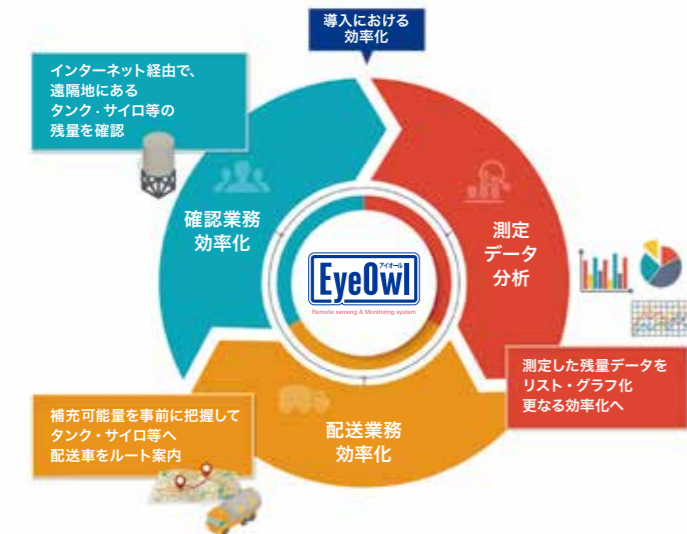 導入における
効率化
インターネット経由で、
遠隔地にある
タンク・サイロ等の
残量を確認
確認業務
効率化
測定
データ
分析
アイオール
EyeOwl
Remote sensing & Monitoring system
測定した残量データを
リスト・グラフ化
更なる効率化へ
配送業務
効率化
補充可能量を事前に把握して
タンク・サイロ等へ
配送車をルート案内